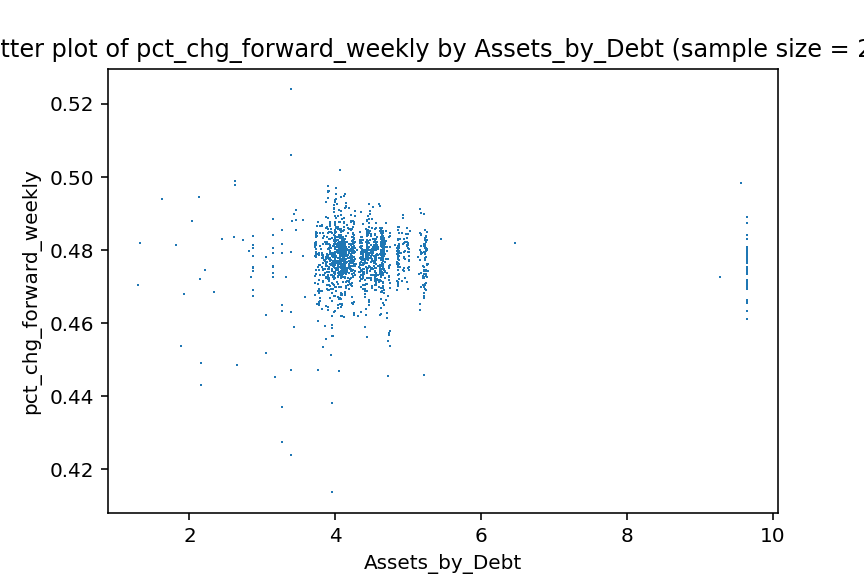 tter plot of pct_chg_forward_weekly by Assets_by_Debt (sample size = 2
0.52
0.50
0.48
0.46
0.44
0.42
pct_chg_forward_weekly
2 4 6 8 10
Assets_by_Debt